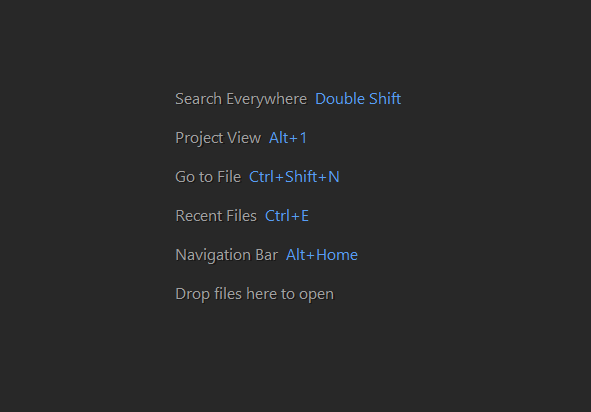 Search Everywhere Double Shift
Project View Alt+1
Go to File Ctrl+Shift+N
Recent Files Ctrl+E
Navigation Bar Alt+Home
Drop files here to open